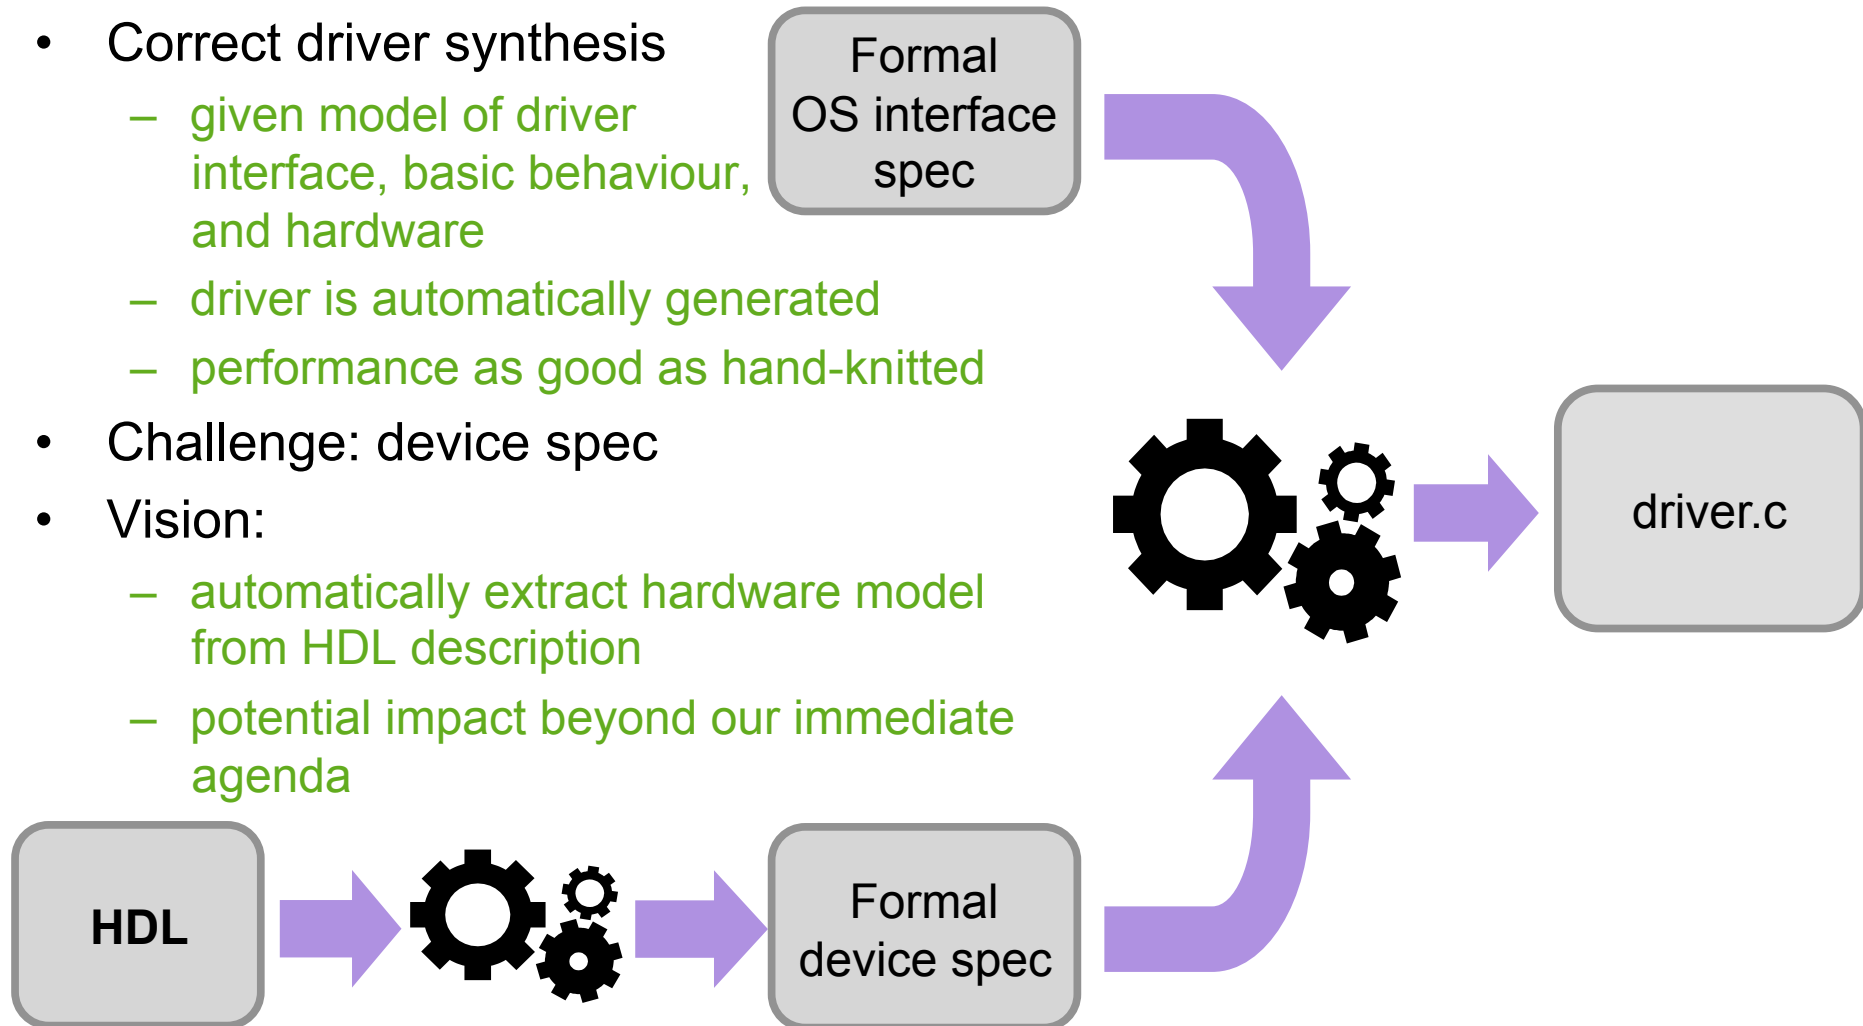 • Correct driver synthesis
– given model of driver
interface, basic behaviour,
and hardware
– driver is automatically generated
– performance as good as hand-knitted
• Challenge: device spec
• Vision:
– automatically extract hardware model
from HDL description
– potential impact beyond our immediate
agenda
Formal
OS interface
spec
driver.c
HDL
Formal
device spec